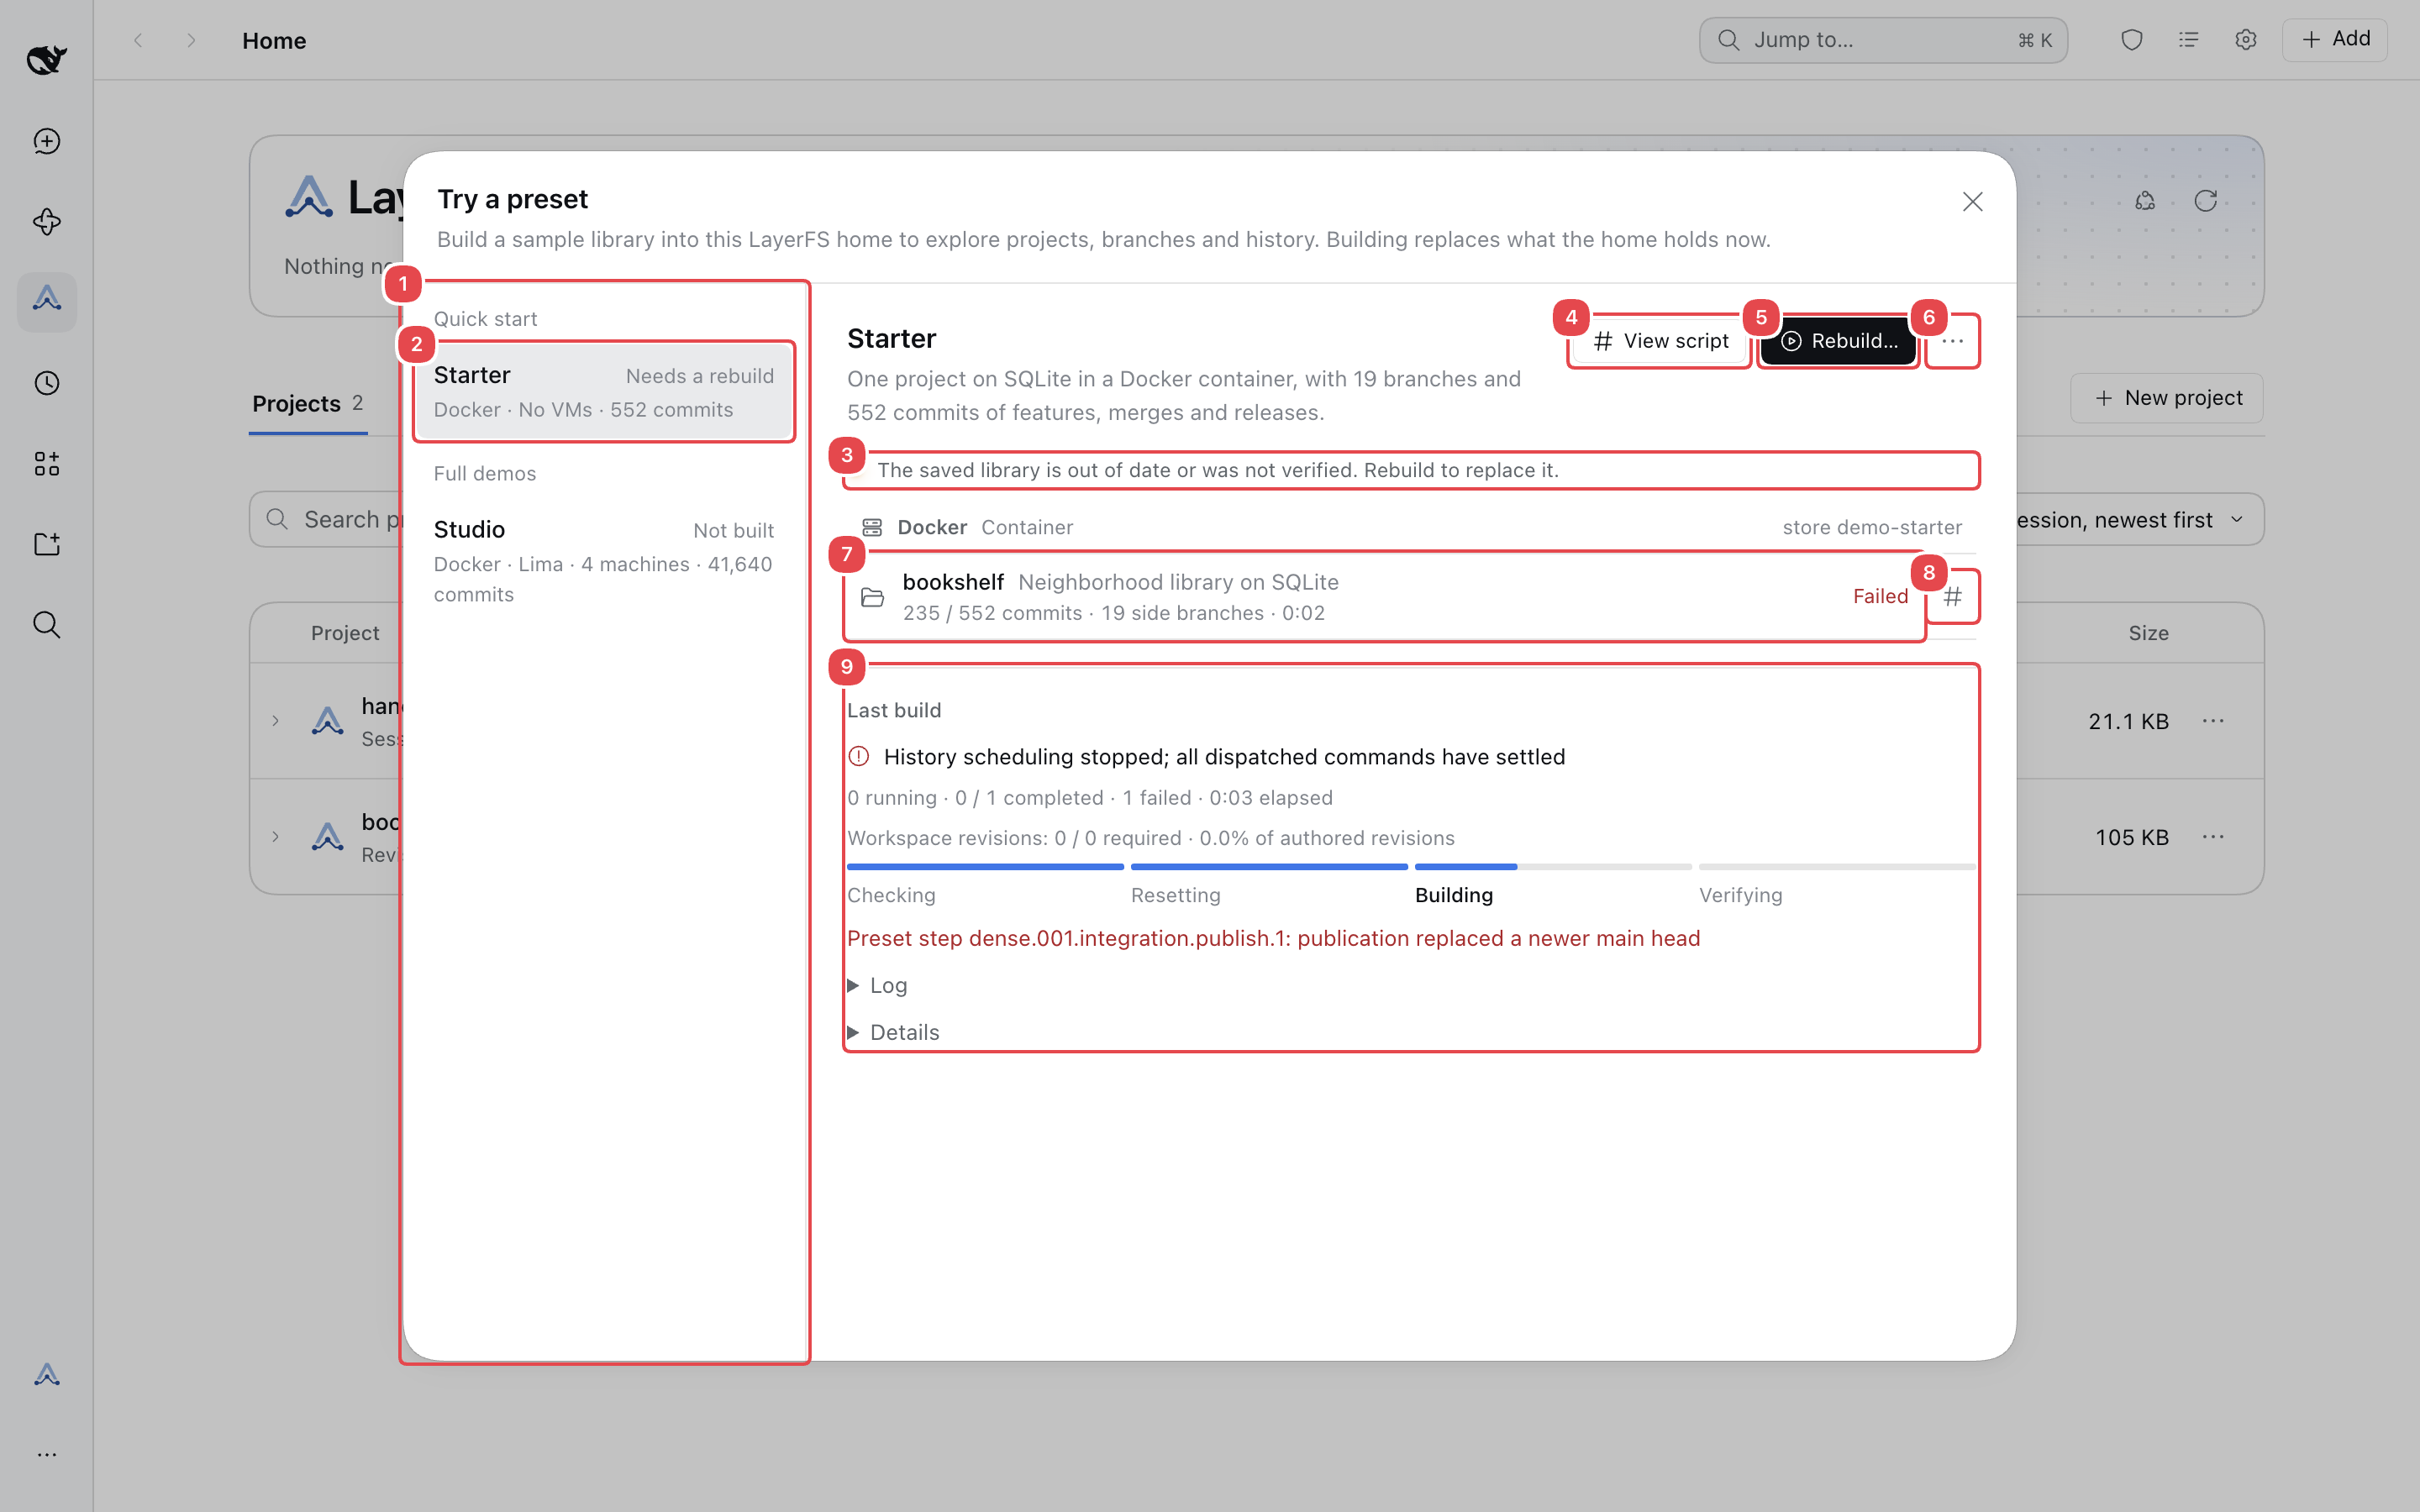 Home
Jump to...
⌘ K
Add
Lay
Nothing n
Try a preset
Build a sample library into this LayerFS home to explore projects, branches and history. Building replaces what the home holds now.
1
Quick start
2
Starter
Needs a rebuild
Docker · No VMs · 552 commits
Full demos
Studio
Not built
Docker · Lima · 4 machines · 41,640
commits
Starter
4
# View script
5
Rebuild...
6
...
One project on SQLite in a Docker container, with 19 branches and
552 commits of features, merges and releases.
3
The saved library is out of date or was not verified. Rebuild to replace it.
Docker Container
store demo-starter
7
bookshelf Neighborhood library on SQLite
235 / 552 commits · 19 side branches · 0:02
Failed
8
#
9
Last build
History scheduling stopped; all dispatched commands have settled
0 running · 0 / 1 completed · 1 failed · 0:03 elapsed
Workspace revisions: 0 / 0 required · 0.0% of authored revisions
Checking
Resetting
Building
Verifying
Preset step dense.001.integration.publish.1: publication replaced a newer main head
Log
Details
Projects 2
New project
Search p
ession, newest first
Project
Size
han
Sess
21.1 KB
boo
Revi
105 KB